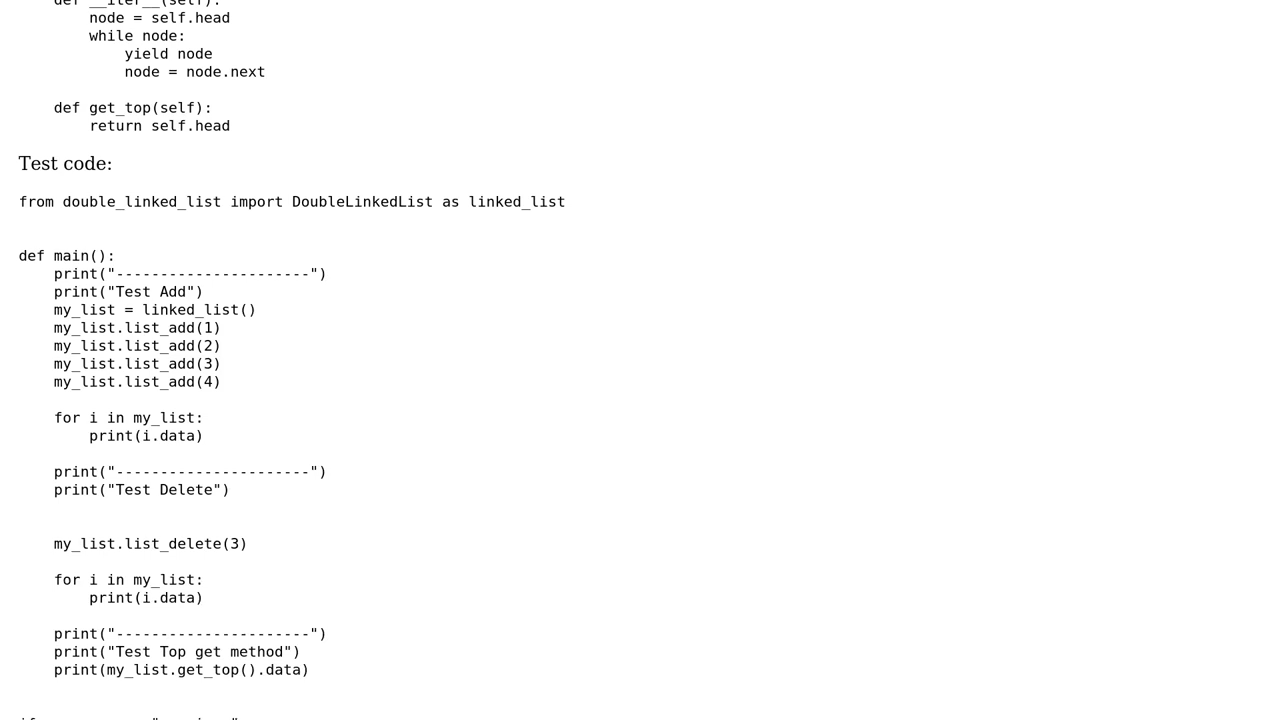 def __iter__(self):
        node = self.head
        while node:
            yield node
            node = node.next

    def get_top(self):
        return self.head

Test code:

from double_linked_list import DoubleLinkedList as linked_list


def main():
    print("----------------------")
    print("Test Add")
    my_list = linked_list()
    my_list.list_add(1)
    my_list.list_add(2)
    my_list.list_add(3)
    my_list.list_add(4)

    for i in my_list:
        print(i.data)

    print("----------------------")
    print("Test Delete")


    my_list.list_delete(3)

    for i in my_list:
        print(i.data)

    print("----------------------")
    print("Test Top get method")
    print(my_list.get_top().data)